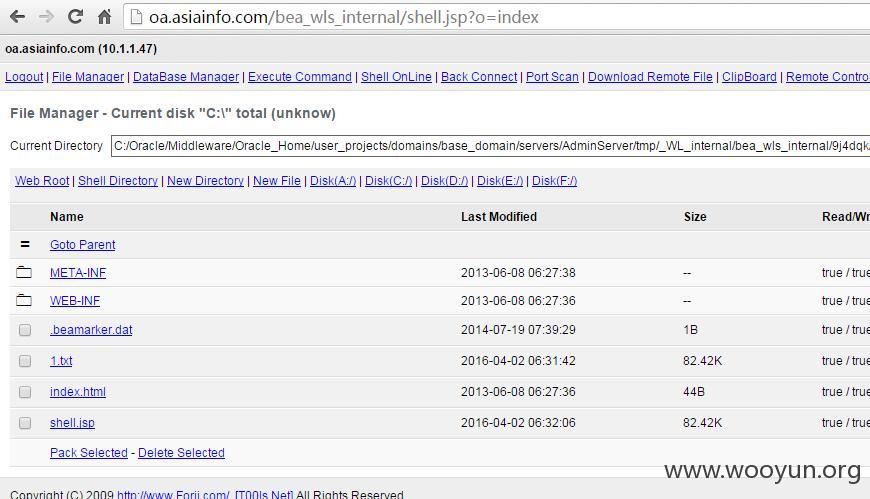 oa.asiainfo.com/bea_wls_internal/shell.jsp?o=index
oa.asiainfo.com (10.1.1.47)
Logout | File Manager | DataBase Manager | Execute Command | Shell OnLine | Back Connect | Port Scan | Download Remote File | ClipBoard | Remote Contro
File Manager - Current disk "C:\" total (unknow)
Current Directory C:/Oracle/Middleware/Oracle_Home/user_projects/domains/base_domain/servers/AdminServer/tmp/_WL_internal/bea_wls_internal/9j4dqk/
Web Root | Shell Directory | New Directory | New File | Disk(A:/) | Disk(C:/) | Disk(D:/) | Disk(E:/) | Disk(F:/)
Name Last Modified Size Read/Wr
= Goto Parent
META-INF 2013-06-08 06:27:38 -- true / true
WEB-INF 2013-06-08 06:27:36 -- true / true
.beamarker.dat 2014-07-19 07:39:29 1B true / true
1.txt 2016-04-02 06:31:42 82.42K true / true
index.html 2013-06-08 06:27:36 44B true / true
shell.jsp 2016-04-02 06:32:06 82.42K true / true
Pack Selected - Delete Selected
www.wooyun.org
Copyright (C) 2009 http://www.Forjj.com/ [T00ls.Net] All Rights Reserved